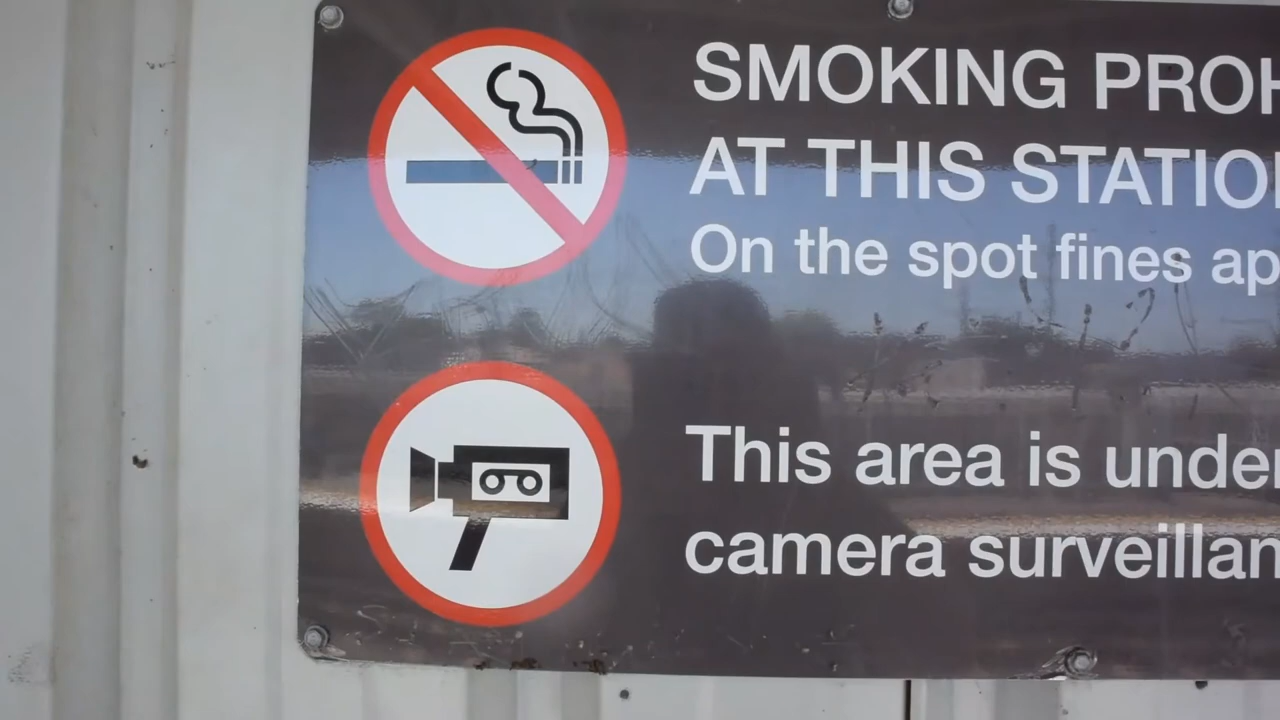 SMOKING PROH
AT THIS STATIO
On the spot fines ap
This area is under
camera surveillan